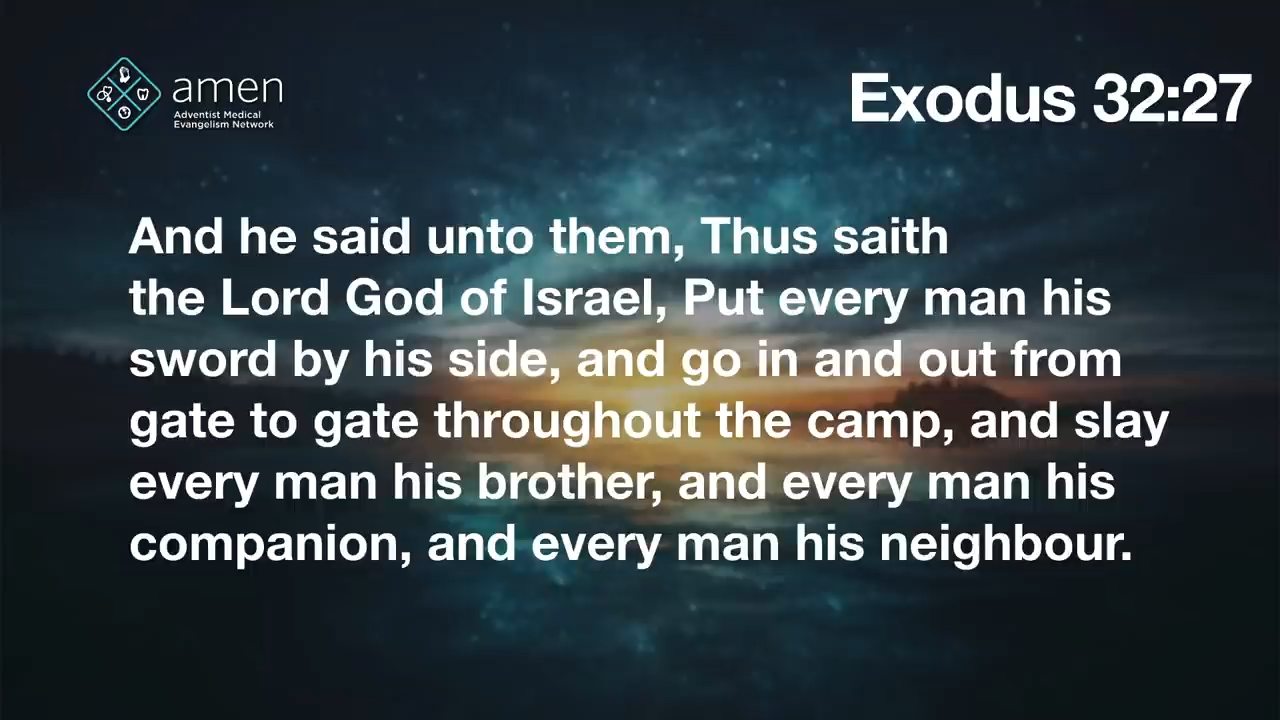 amen
Adventist Medical
Evangelism Network
Exodus 32:27
And he said unto them, Thus saith
the Lord God of Israel, Put every man his
sword by his side, and go in and out from
gate to gate throughout the camp, and slay
every man his brother, and every man his
companion, and every man his neighbour.